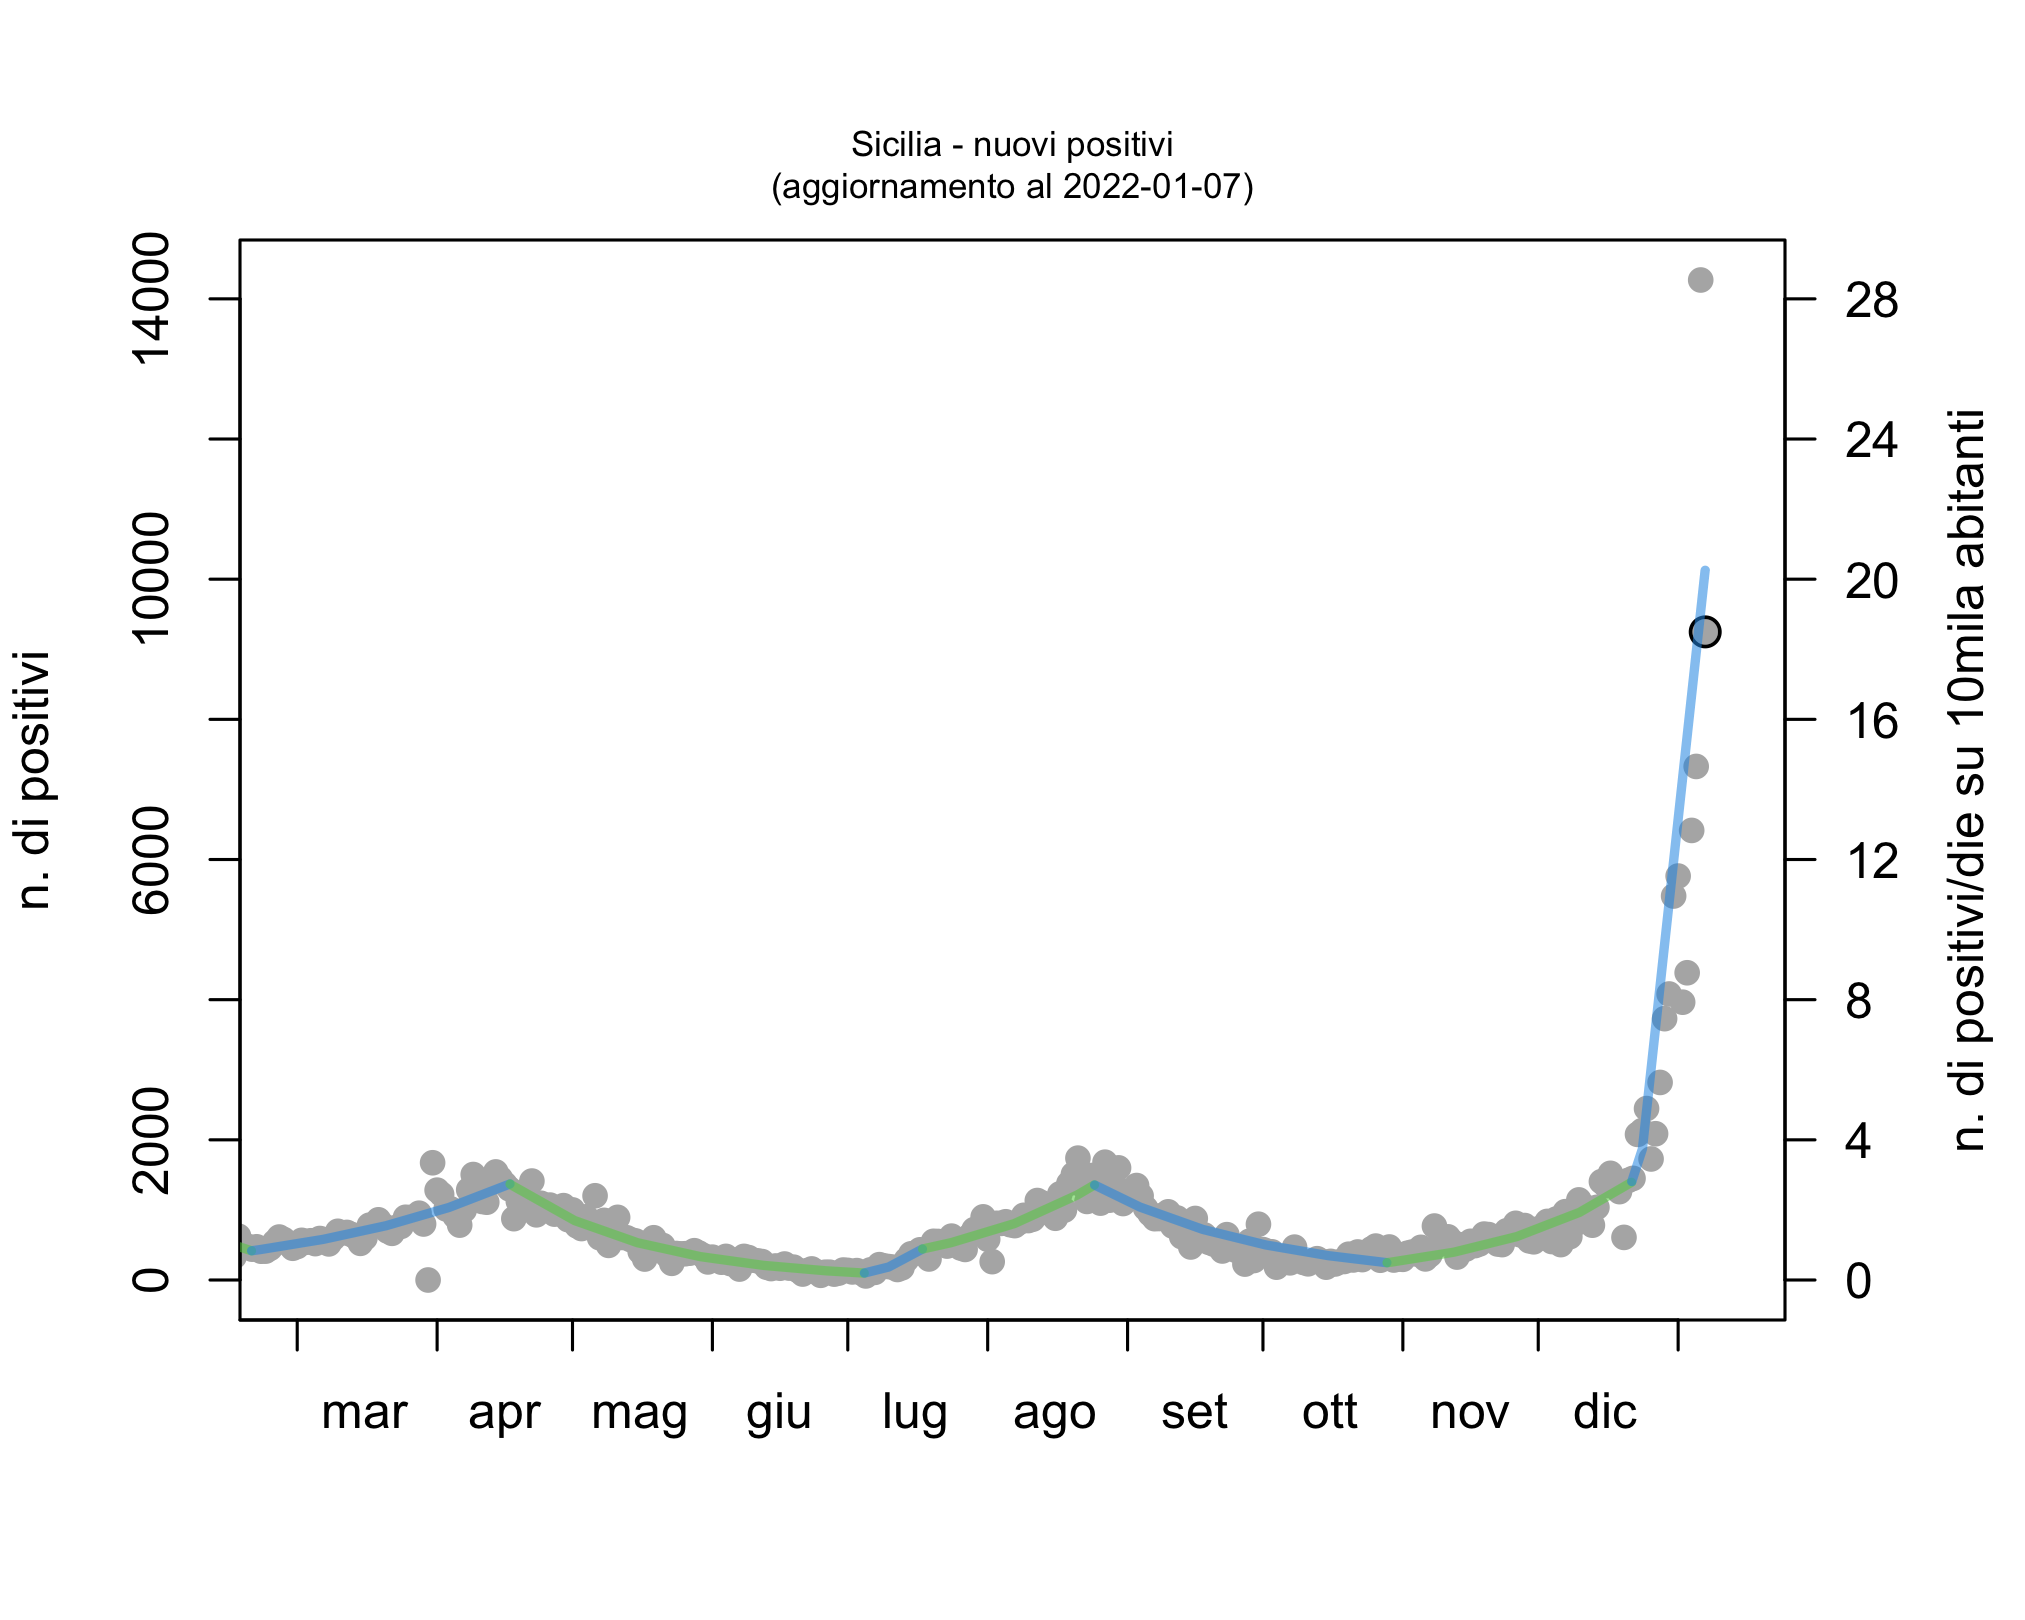 Sicilia - nuovi positivi
(aggiornamento al 2022-01-07)
n. di positivi
14000
10000
6000
2000
0
28
24
20
16
12
8
4
0
n. di positivi/die su 10mila abitanti
mar apr mag giu lug ago set ott nov dic